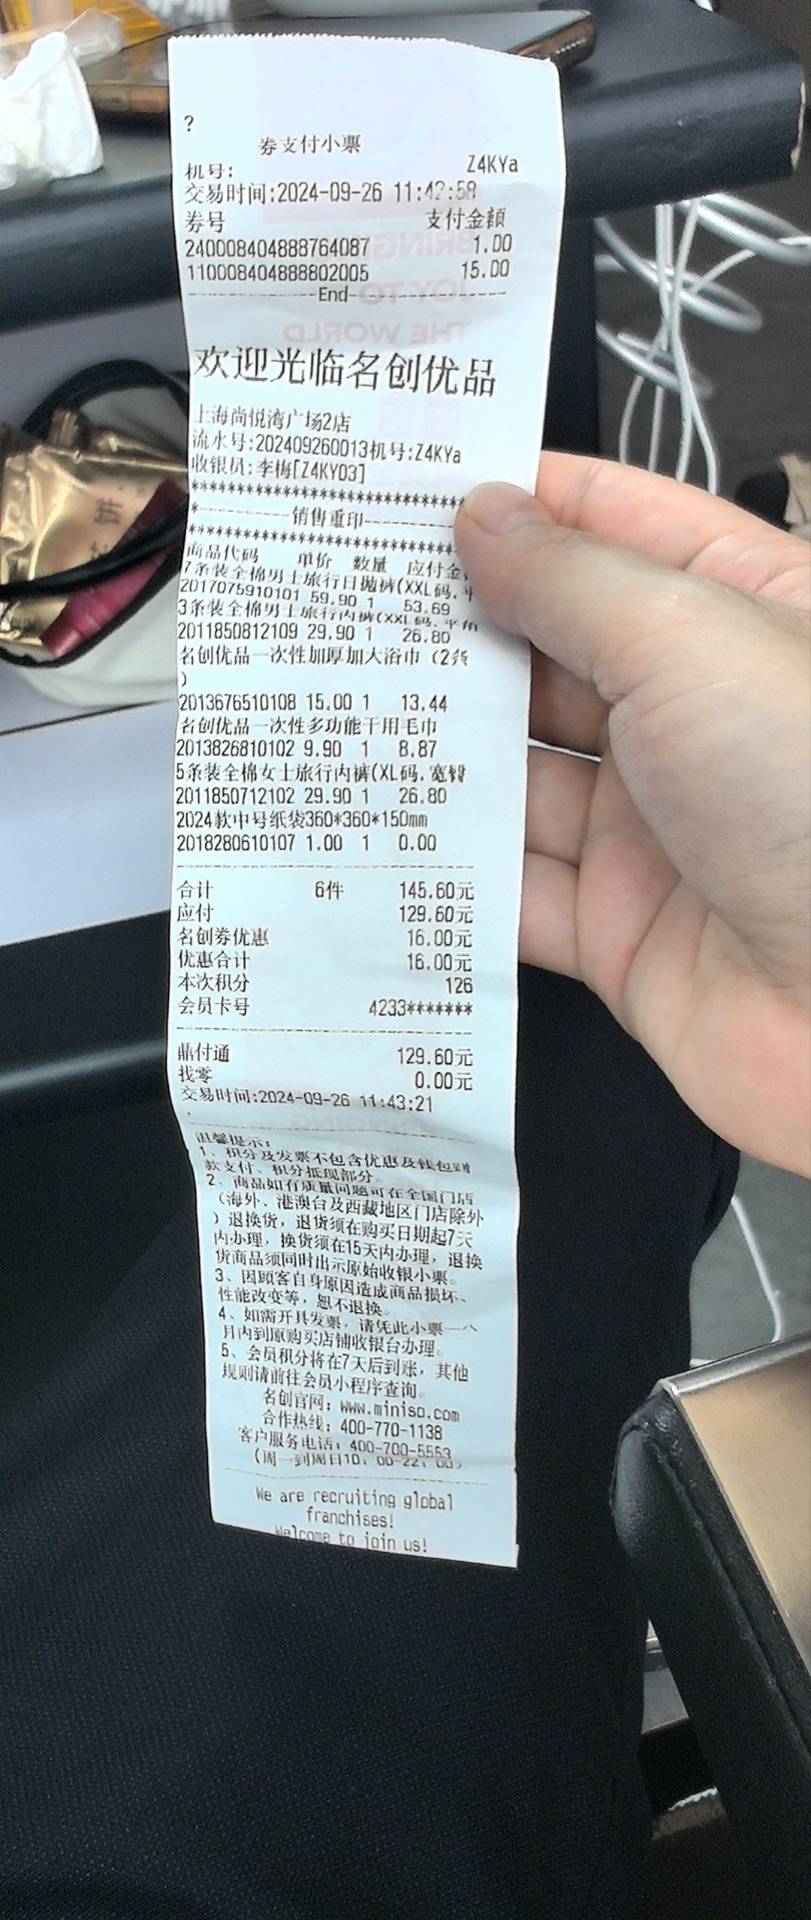 ?
券支付小票
机号: Z4KYa
交易时间:2024-09-26 11:42:58
券号 支付金额
240008404888764087 1.00
110008404888802005 15.00
----------------End----------------
欢迎光临名创优品
上海尚悦湾广场2店
流水号:202409260013机号:Z4KYa
收银员:李梅[Z4KY03]
********************************
*-----------销售重印-----------
********************************
商品代码 单价 数量 应付金
7条装全棉男士旅行日抛裤(XXL码,平
2017075910101 59.90 1 53.69
3条装全棉男士旅行内裤(XXL码,平角
2011850812109 29.90 1 26.80
名创优品一次性加厚加大浴巾（2条
）
2013676510108 15.00 1 13.44
名创优品一次性多功能干用毛巾
2013826810102 9.90 1 8.87
5条装全棉女士旅行内裤(XL码,宽臀
2011850712102 29.90 1 26.80
2024款中号纸袋360*360*150mm
2018280610107 1.00 1 0.00
合计 6件 145.60元
应付 129.60元
名创券优惠 16.00元
优惠合计 16.00元
本次积分 126
会员卡号 4233*******
鼎付通 129.60元
找零 0.00元
交易时间:2024-09-26 11:43:21
温馨提示:
1、积分及发票不包含优惠及钱包
款支付、积分抵现部分。
2、商品如有质量问题可在全国门店
（海外、港澳台及西藏地区门店除外
）退换货，退货须在购买日期起7天
内办理，换货须在15天内办理，退换
货商品须同时出示原始收银小票。
3、因顾客自身原因造成商品损坏、
性能改变等，恕不退换。
4、如需开具发票，请凭此小票一个
月内到原购买店铺收银台办理。
5、会员积分将在7天后到账，其他
规则请前往会员小程序查询。
名创官网：www.miniso.com
合作热线：400-770-1138
客户服务电话：400-700-5553
(周一到周日10：00-22：00)
We are recruiting global
franchises!
Welcome to join us!